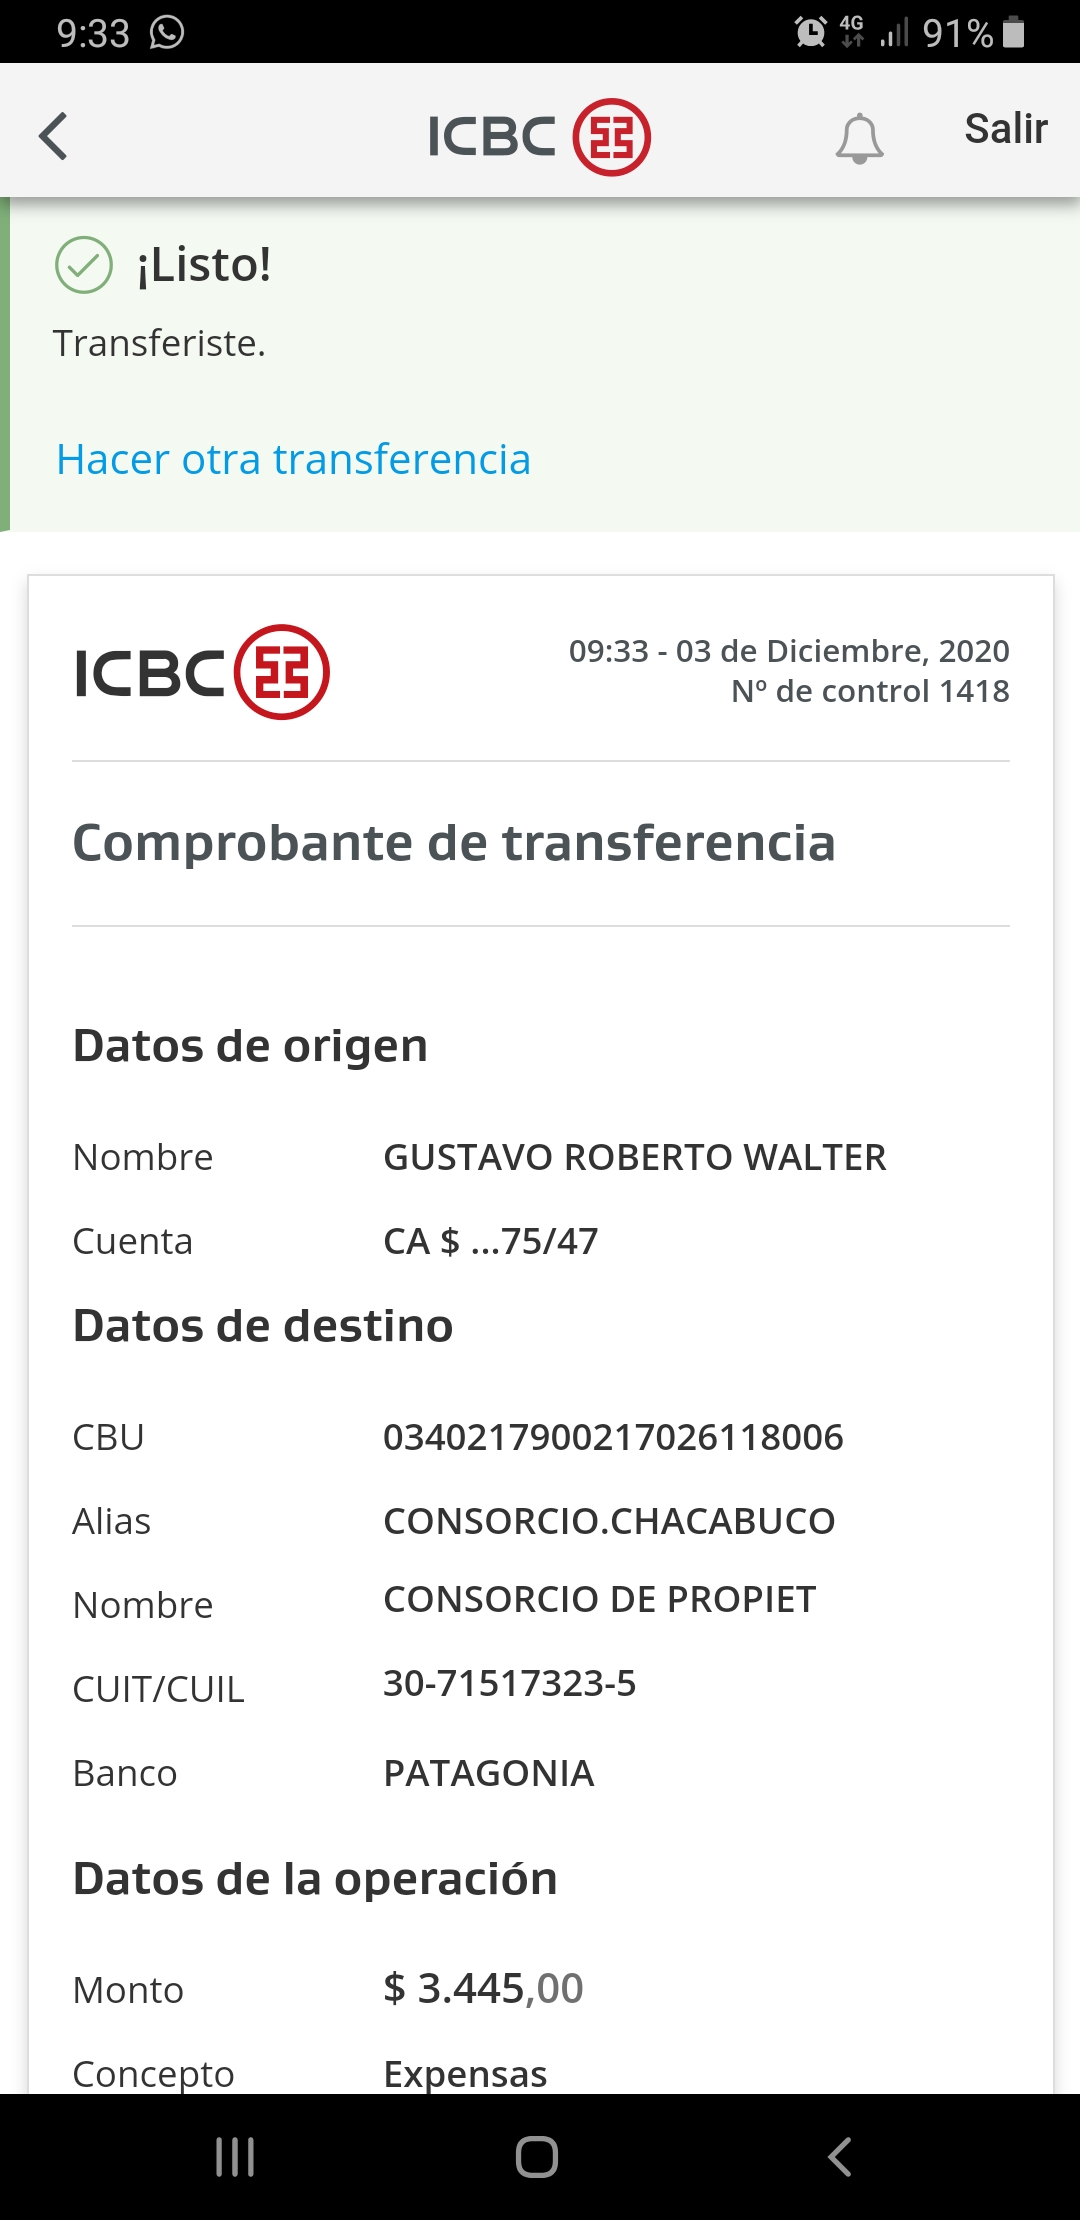 9:33 4G 91%
ICBC Salir
¡Listo!
Transferiste.
Hacer otra transferencia
ICBC
09:33 - 03 de Diciembre, 2020
Nº de control 1418
Comprobante de transferencia
Datos de origen
Nombre GUSTAVO ROBERTO WALTER
Cuenta CA $ ...75/47
Datos de destino
CBU 0340217900217026118006
Alias CONSORCIO.CHACABUCO
Nombre CONSORCIO DE PROPIET
CUIT/CUIL 30-71517323-5
Banco PATAGONIA
Datos de la operación
Monto $ 3.445,00
Concepto Expensas